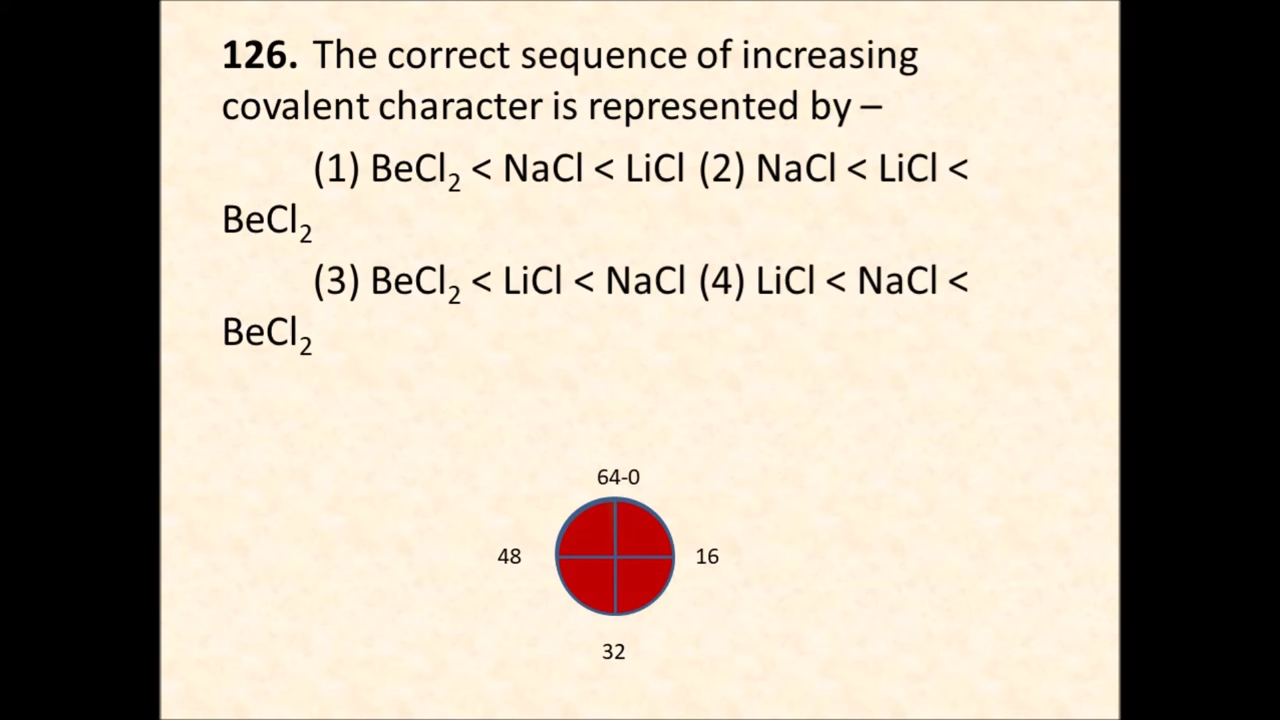 126. The correct sequence of increasing
covalent character is represented by –
(1) BeCl₂ < NaCl < LiCl (2) NaCl < LiCl <
BeCl₂
(3) BeCl₂ < LiCl < NaCl (4) LiCl < NaCl <
BeCl₂
64-0
48
16
32